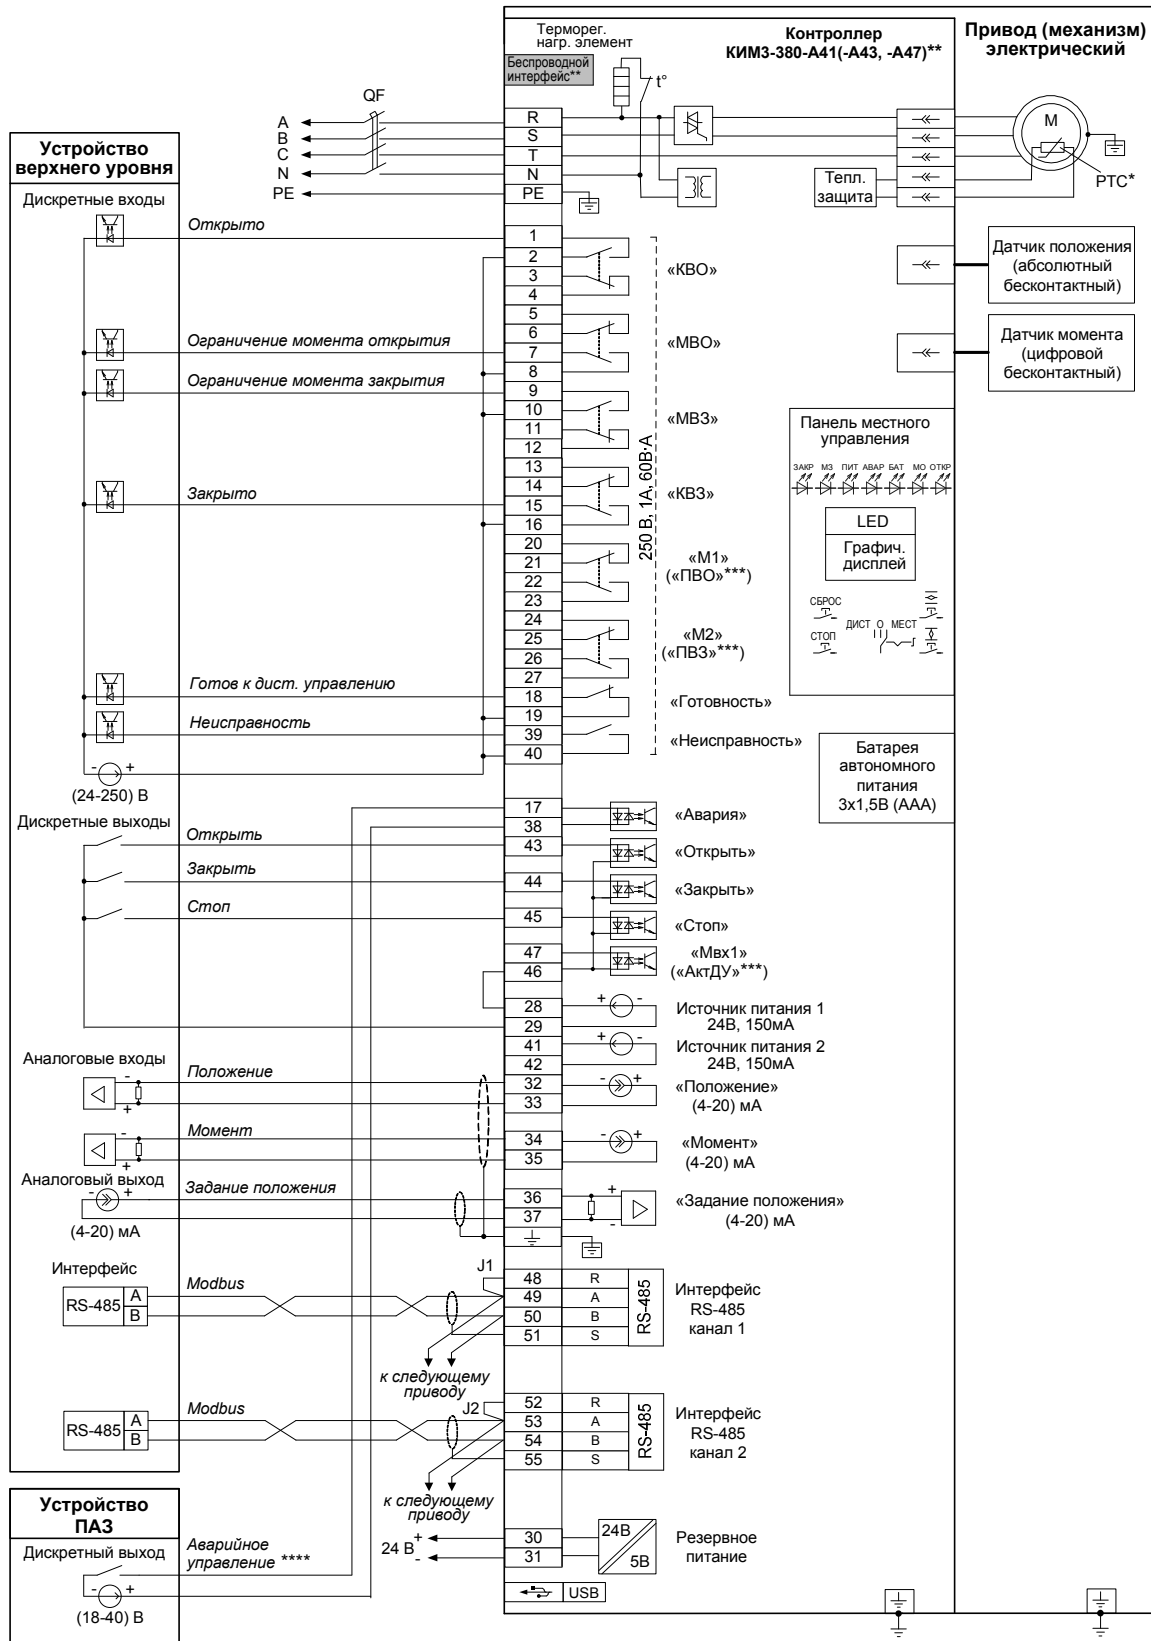 Терморег.
нагр. элемент
Беспроводной
интерфейс**
Контроллер
КИМ3-380-А41(-А43, -А47)**
Привод (механизм)
электрический
QF
t°
A
B
C
N
PE
R
S
T
N
PE
M
Тепл.
защита
PTC*
Устройство
верхнего уровня
Дискретные входы
Открыто
1
2
3
4
«КВО»
Датчик положения
(абсолютный
бесконтактный)
5
6
7
8
Ограничение момента открытия
«МВО»
Датчик момента
(цифровой
бесконтактный)
Ограничение момента закрытия
9
10
11
12
«МВЗ»
250 В, 1А, 60В·А
Панель местного
управления
ЗАКР МЗ ПИТ АВАР БАТ МО ОТКР
LED
Графич.
дисплей
СБРОС
СТОП
ДИСТ О МЕСТ
Закрыто
13
14
15
16
«КВЗ»
20
21
22
23
«М1»
(«ПВО»***)
24
25
26
27
«М2»
(«ПВЗ»***)
Готов к дист. управлению
18
19
«Готовность»
Неисправность
39
40
«Неисправность»
- +
(24-250) В
Батарея
автономного
питания
3x1,5В (ААА)
Дискретные выходы
17
38
«Авария»
Открыть
43
«Открыть»
Закрыть
44
«Закрыть»
Стоп
45
«Стоп»
47
46
«Мвх1»
(«АктДУ»***)
28
29
+ -
Источник питания 1
24В, 150мА
41
42
+ -
Источник питания 2
24В, 150мА
Аналоговые входы
-
+
Положение
32
33
- +
«Положение»
(4-20) мА
-
+
Момент
34
35
- +
«Момент»
(4-20) мА
Аналоговый выход
- +
(4-20) мА
Задание положения
36
37
+
-
«Задание положения»
(4-20) мА
Интерфейс
RS-485
A
B
Modbus
J1
48 R
49 A
50 B
51 S
RS-485
Интерфейс
RS-485
канал 1
к следующему
приводу
RS-485
A
B
Modbus
J2
52 R
53 A
54 B
55 S
RS-485
Интерфейс
RS-485
канал 2
к следующему
приводу
Устройство
ПАЗ
Дискретный выход
- +
(18-40) В
Аварийное
управление ****
24 В
+
-
30
31
24В
5В
Резервное
питание
USB